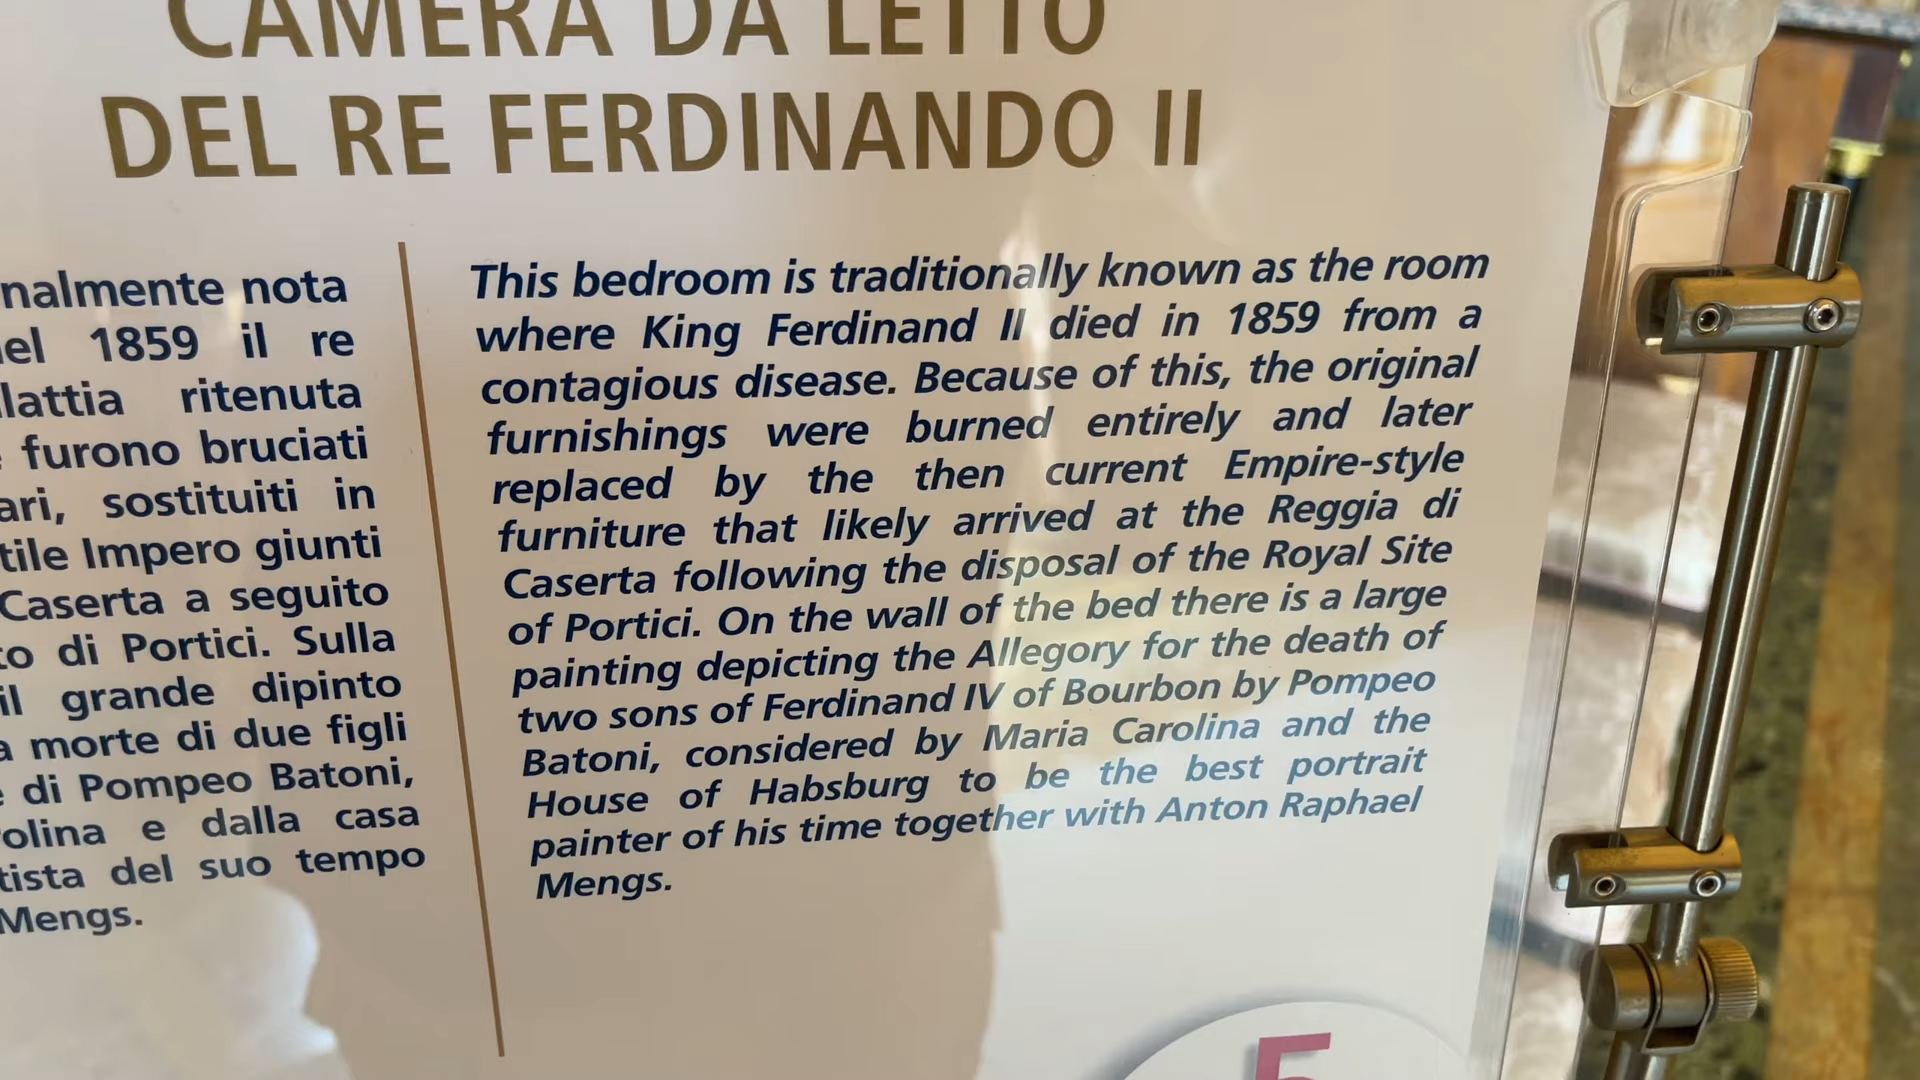 CAMERA DA LETTO
DEL RE FERDINANDO II
nalmente nota
el 1859 il re
lattia ritenuta
furono bruciati
ari, sostituiti in
tile Impero giunti
Caserta a seguito
to di Portici. Sulla
il grande dipinto
a morte di due figli
di Pompeo Batoni,
rolina e dalla casa
tista del suo tempo
Mengs.
This bedroom is traditionally known as the room
where King Ferdinand II died in 1859 from a
contagious disease. Because of this, the original
furnishings were burned entirely and later
replaced by the then current Empire-style
furniture that likely arrived at the Reggia di
Caserta following the disposal of the Royal Site
of Portici. On the wall of the bed there is a large
painting depicting the Allegory for the death of
two sons of Ferdinand IV of Bourbon by Pompeo
Batoni, considered by Maria Carolina and the
House of Habsburg to be the best portrait
painter of his time together with Anton Raphael
Mengs.
5